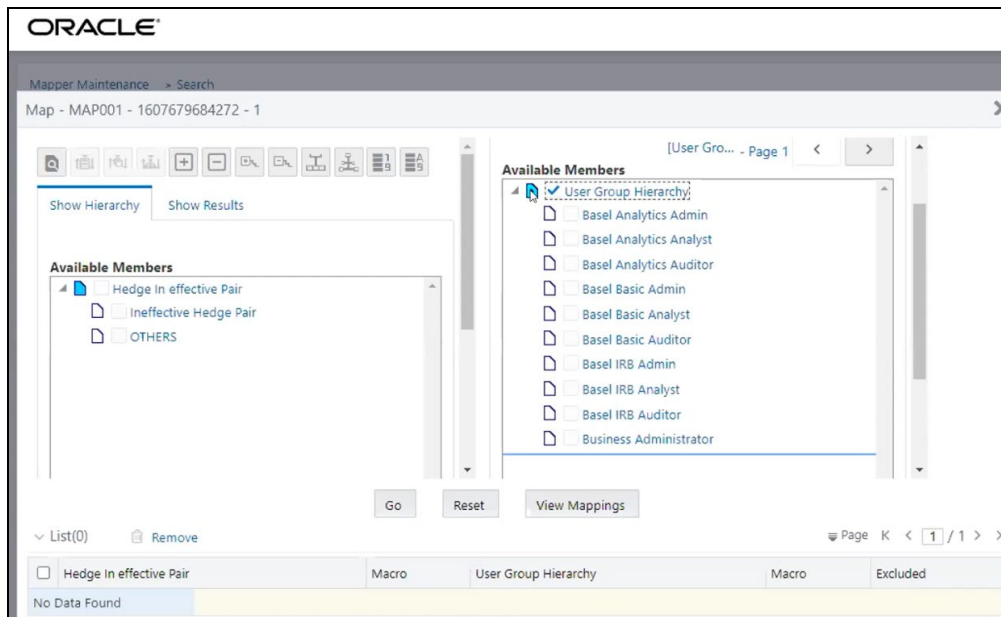 ORACLE
Mapper Maintenance > Search
Map - MAP001 - 1607679684272 - 1
Show Hierarchy Show Results
Available Members
Hedge In effective Pair
Ineffective Hedge Pair
OTHERS
[User Gro... - Page 1
Available Members
User Group Hierarchy
Basel Analytics Admin
Basel Analytics Analyst
Basel Analytics Auditor
Basel Basic Admin
Basel Basic Analyst
Basel Basic Auditor
Basel IRB Admin
Basel IRB Analyst
Basel IRB Auditor
Business Administrator
Go Reset View Mappings
List(0) Remove Page K < 1 / 1 >
Hedge In effective Pair Macro User Group Hierarchy Macro Excluded
No Data Found